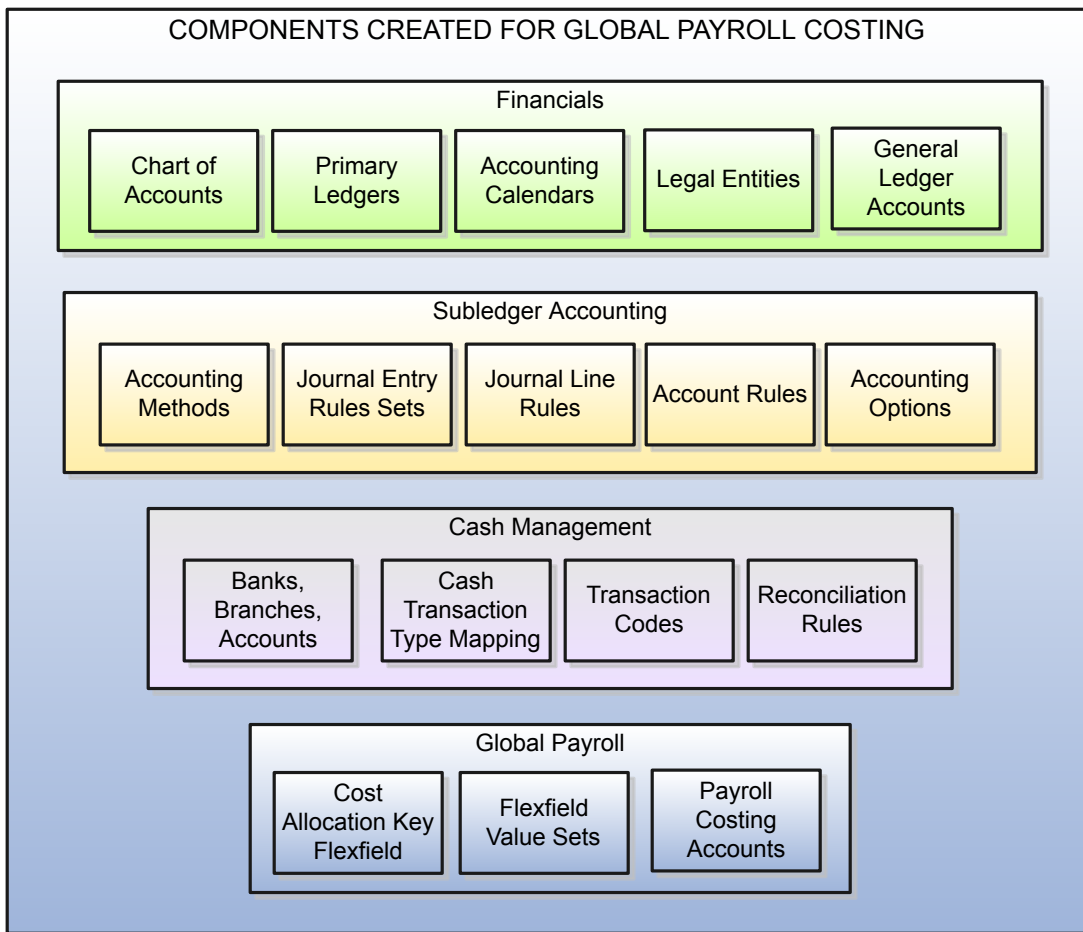 COMPONENTS CREATED FOR GLOBAL PAYROLL COSTING
Financials
Chart of
Accounts
Primary
Ledgers
Accounting
Calendars
Legal Entities
General
Ledger
Accounts
Subledger Accounting
Accounting
Methods
Journal Entry
Rules Sets
Journal Line
Rules
Account Rules
Accounting
Options
Cash Management
Banks,
Branches,
Accounts
Cash
Transaction
Type Mapping
Transaction
Codes
Reconciliation
Rules
Global Payroll
Cost
Allocation Key
Flexfield
Flexfield
Value Sets
Payroll
Costing
Accounts